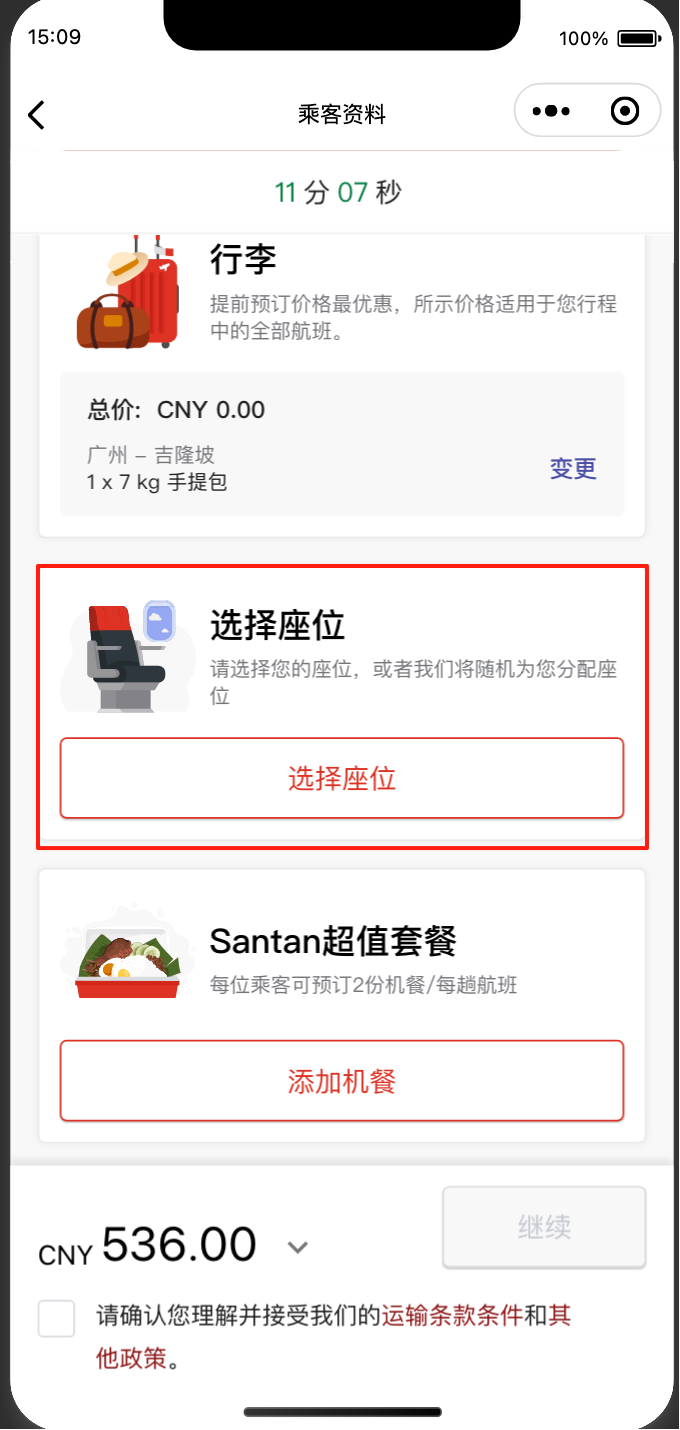 15:09
100%
乘客资料
11 分 07 秒
行李
提前预订价格最优惠，所示价格适用于您行程
中的全部航班。
总价: CNY 0.00
广州 – 吉隆坡
1 x 7 kg 手提包
变更
选择座位
请选择您的座位，或者我们将随机为您分配座
位
选择座位
Santan超值套餐
每位乘客可预订2份机餐/每趟航班
添加机餐
CNY 536.00
继续
请确认您理解并接受我们的运输条款条件和其
他政策。